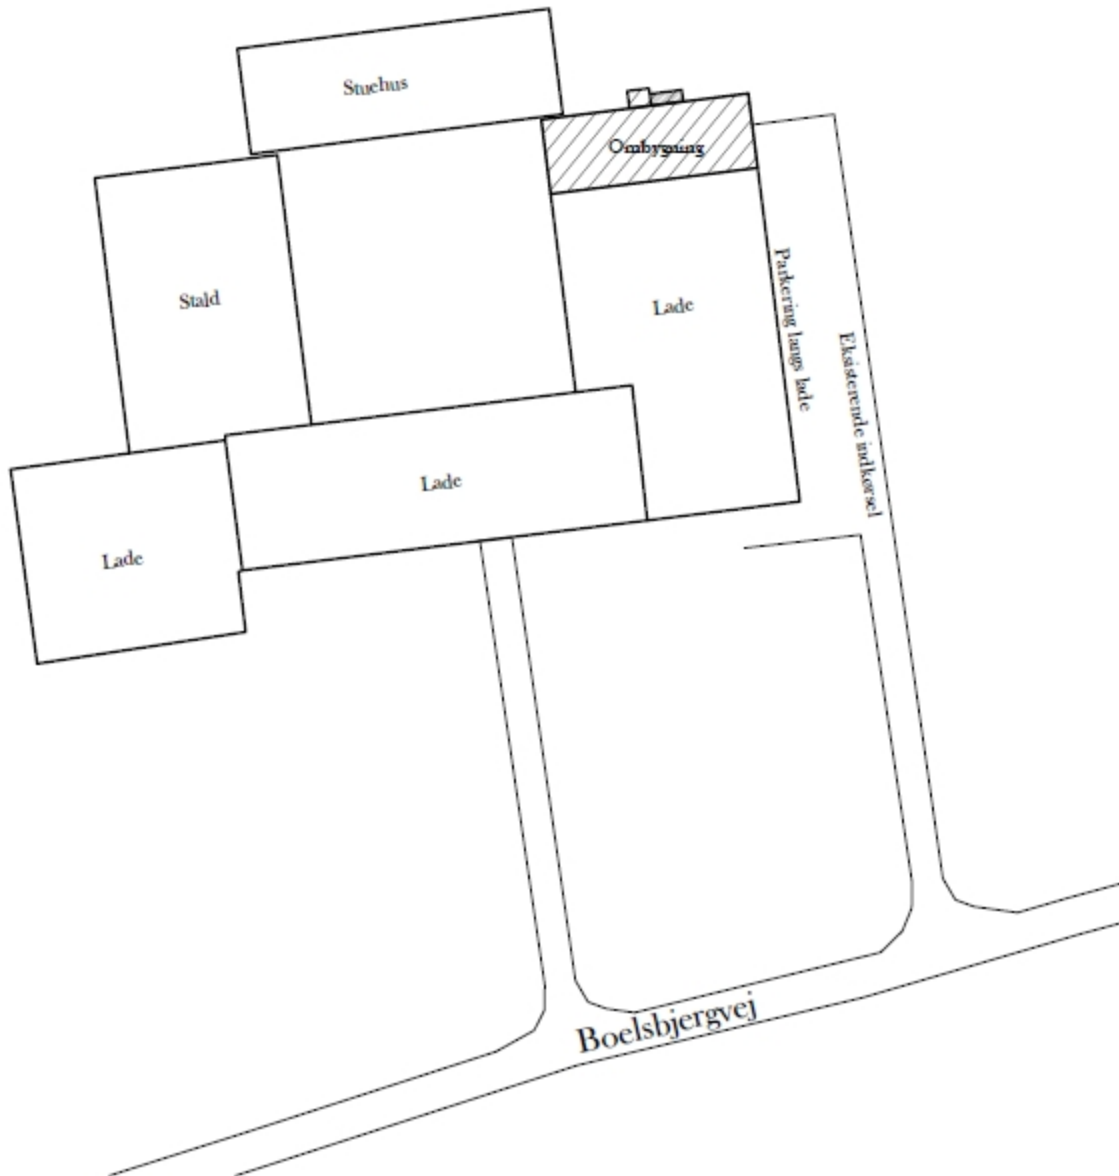 Stuehus
Ombygning
Stald
Lade
Parkering langs lade
Eksisterende indkørsel
Lade
Lade
Boelsbjergvej